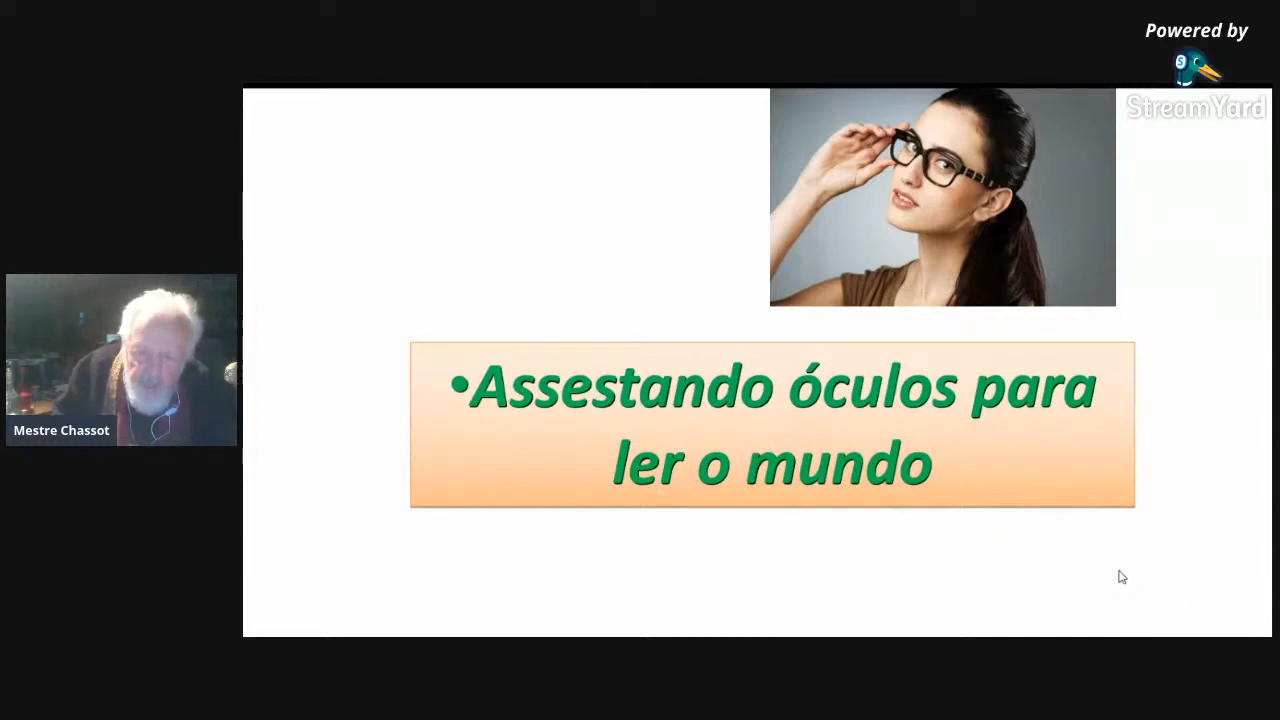 Powered by
StreamYard
•Assestando óculos para
ler o mundo
Mestre Chassot